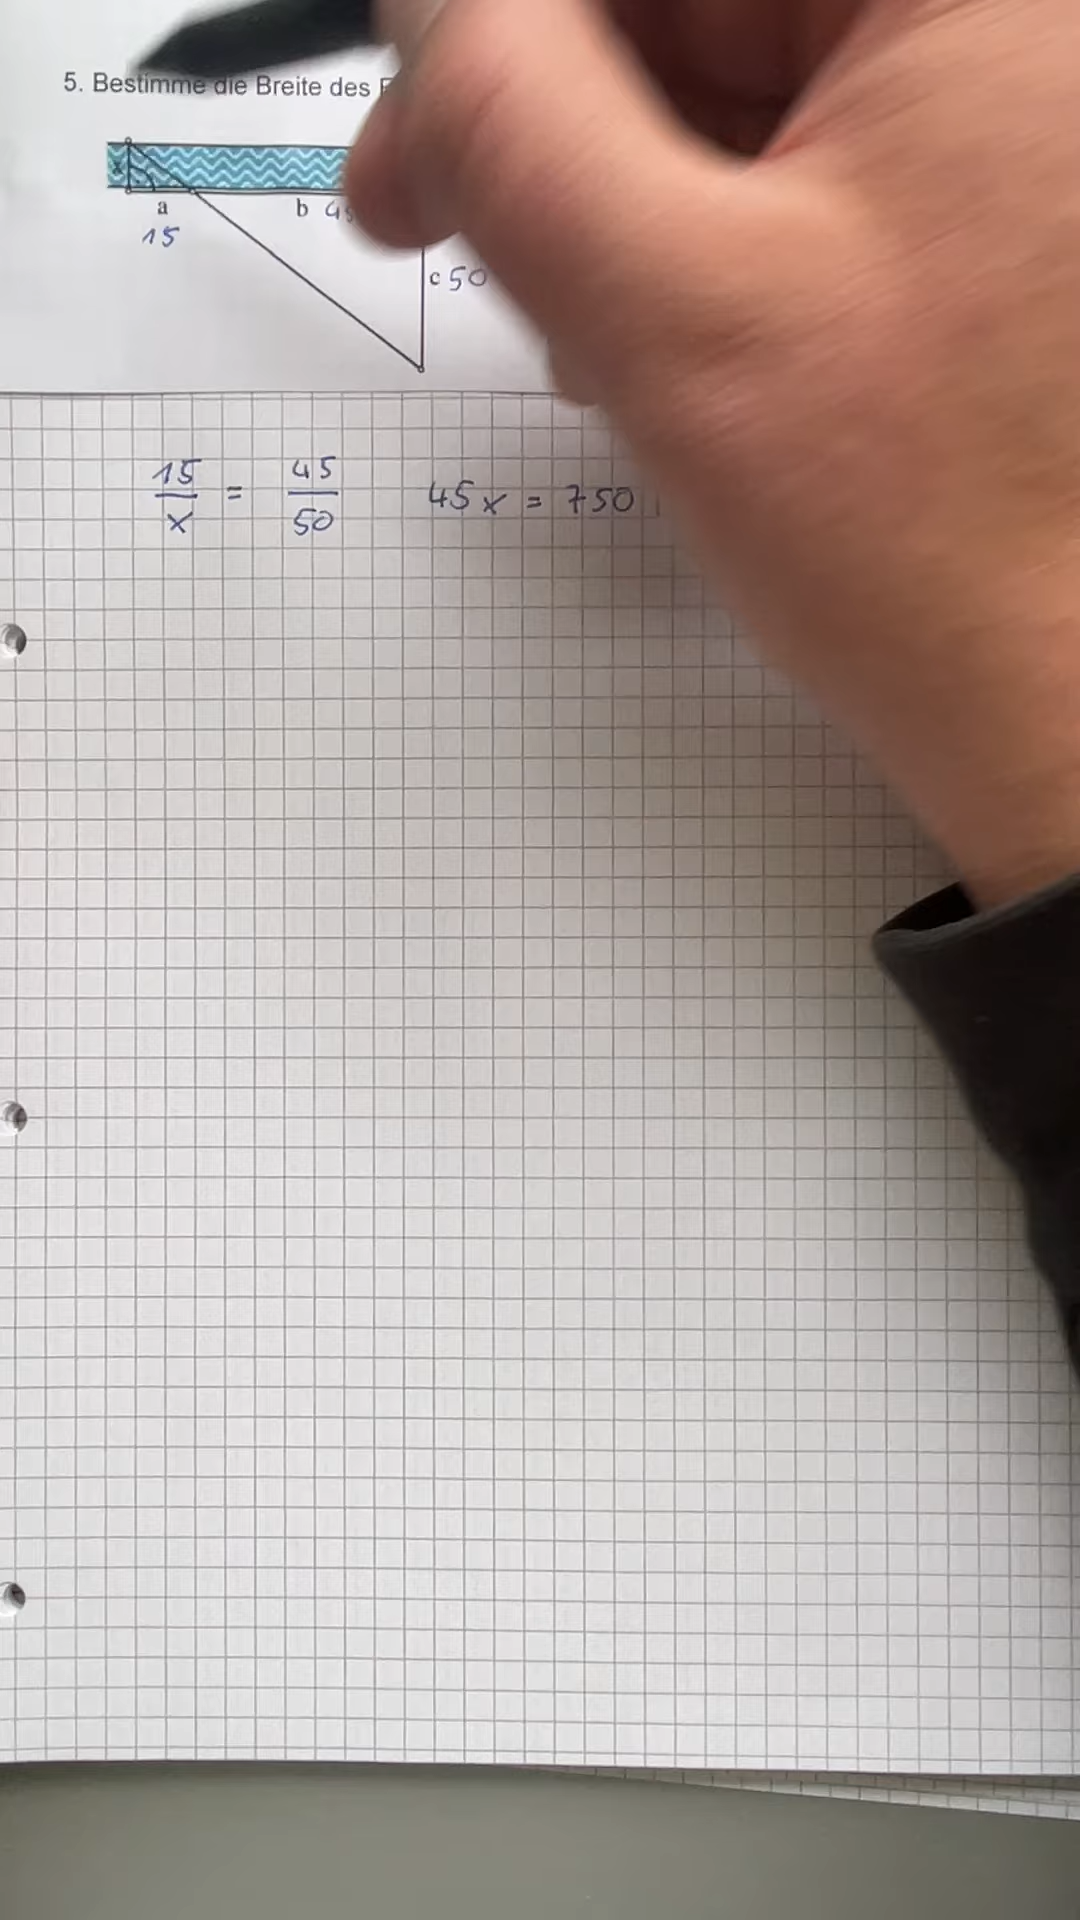 5. Bestimme die Breite des
x
a
b
15
c 50
15/x = 45/50
45x = 750